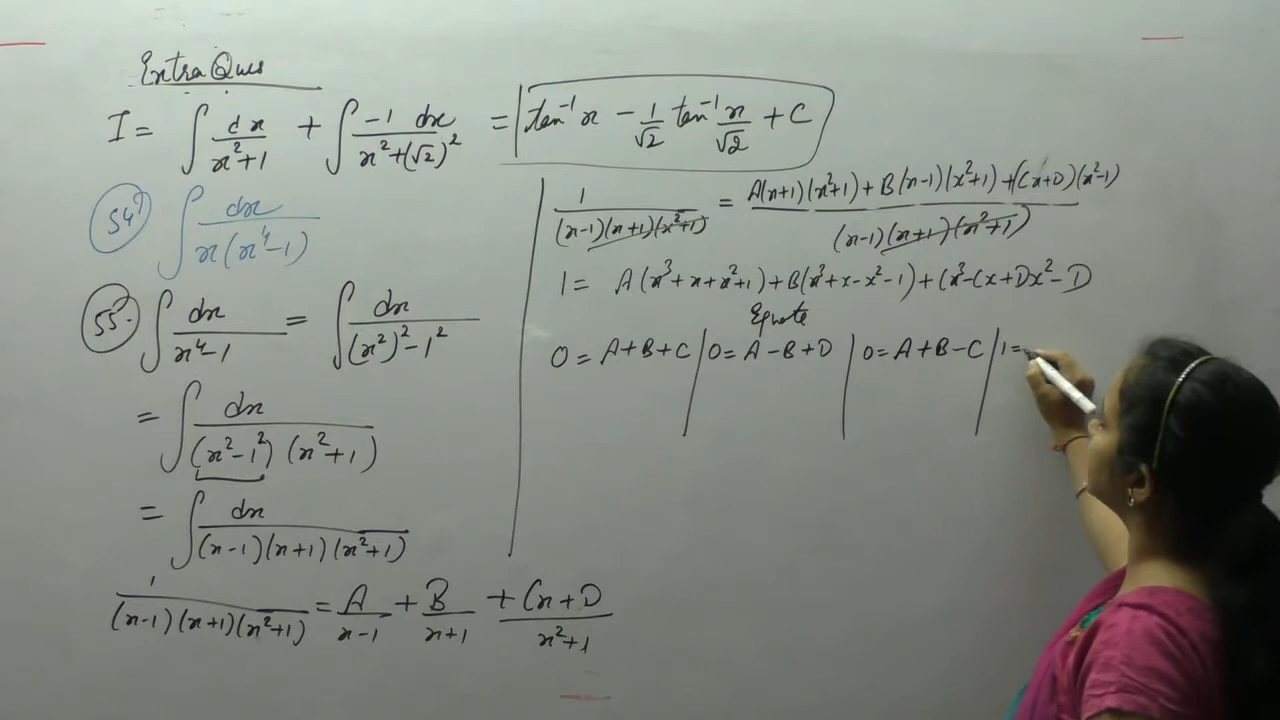 Extra Ques
I = ∫ dx/(x²+1) + ∫ -1 dx/(x²+(√2)²) = tan⁻¹x - 1/√2 tan⁻¹ x/√2 + C
54) ∫ dx/(x(x⁴-1))
55. ∫ dx/(x⁴-1) = ∫ dx/((x²)²-1²)
= ∫ dx/((x²-1²)(x²+1))
= ∫ dx/((x-1)(x+1)(x²+1))
1/((x-1)(x+1)(x²+1)) = A/(x-1) + B/(x+1) + (Cx+D)/(x²+1)
1/((x-1)(x+1)(x²+1)) = (A(x+1)(x²+1)+B(x-1)(x²+1)+(Cx+D)(x²-1))/((x-1)(x+1)(x²+1))
1 = A(x³+x+x²+1)+B(x³+x-x²-1)+Cx³-Cx+Dx²-D
Equate
0 = A+B+C | 0 = A-B+D | 0 = A+B-C | 1=